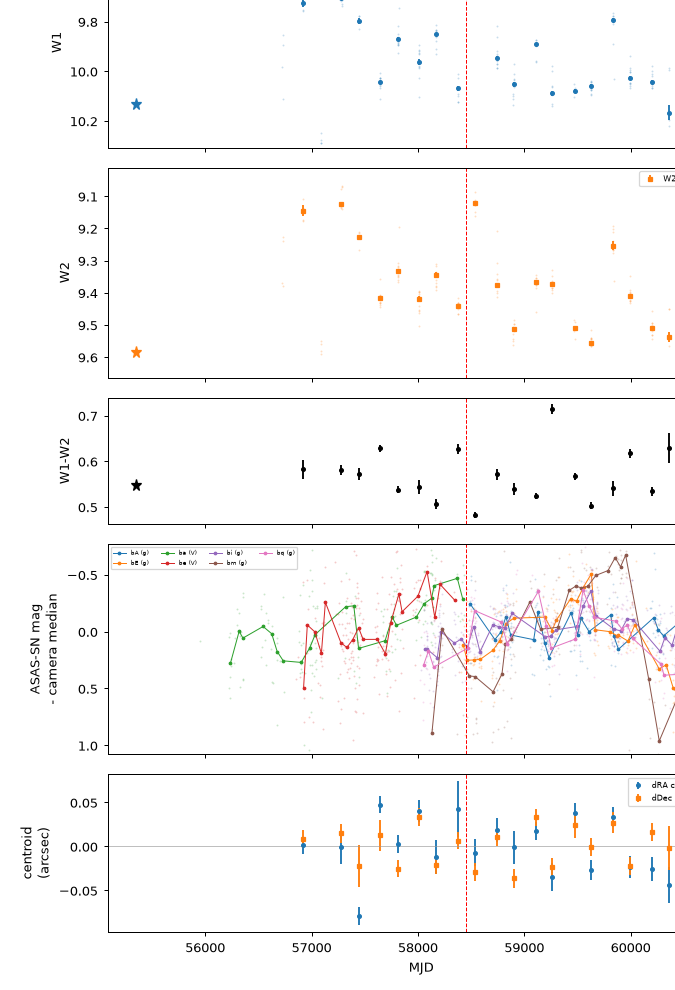 9.8
10.0
10.2
W1
W2
9.1
9.2
9.3
9.4
9.5
9.6
W2
0.7
0.6
0.5
W1-W2
bA (g)
ba (V)
bi (g)
bq (g)
bE (g)
be (V)
bm (g)
−0.5
0.0
0.5
1.0
ASAS-SN mag
- camera median
dRA c
dDec
0.05
0.00
−0.05
centroid
(arcsec)
56000
57000
58000
59000
60000
MJD